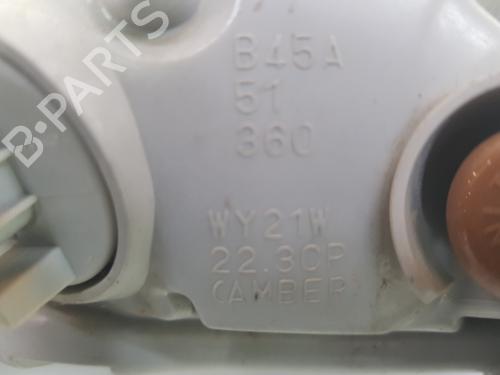 B45A
51
360
WY21W
22.3CP
(AMBER)
B-PARTS